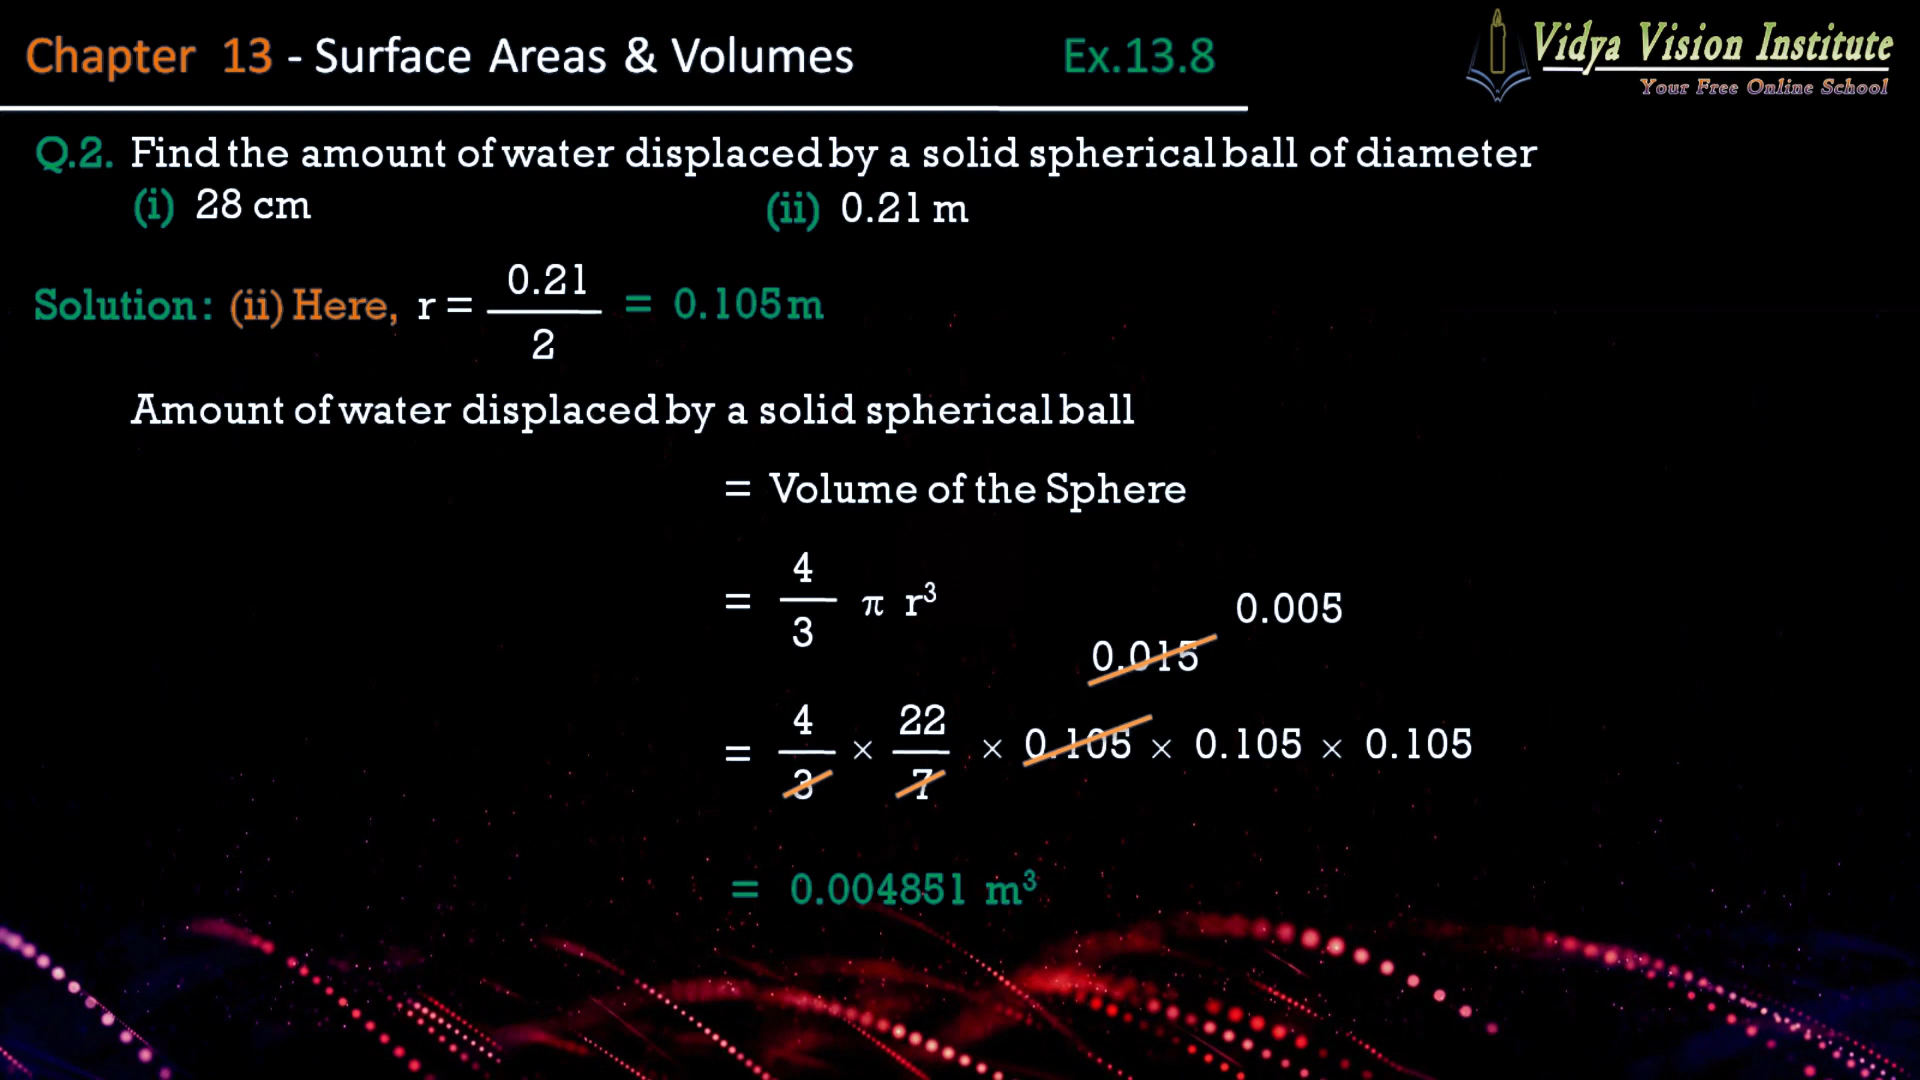 Chapter 13 - Surface Areas & Volumes
Ex.13.8
Vidya Vision Institute
Your Free Online School
Q.2. Find the amount of water displaced by a solid spherical ball of diameter
(i) 28 cm (ii) 0.21 m
Solution: (ii) Here, r = 0.21 / 2 = 0.105 m
Amount of water displaced by a solid spherical ball
= Volume of the Sphere
= 4 / 3 π r³
0.005
0.015
= 4 / 3 × 22 / 7 × 0.105 × 0.105 × 0.105
= 0.004851 m³